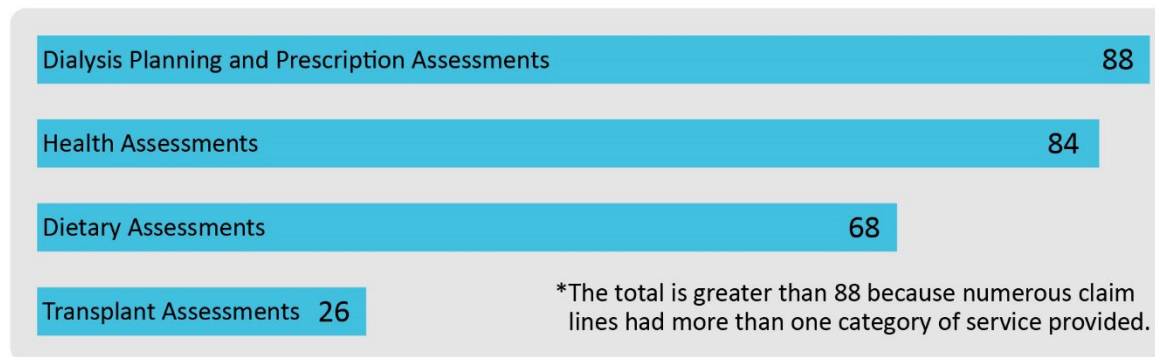 Dialysis Planning and Prescription Assessments 88
Health Assessments 84
Dietary Assessments 68
Transplant Assessments 26
*The total is greater than 88 because numerous claim
lines had more than one category of service provided.